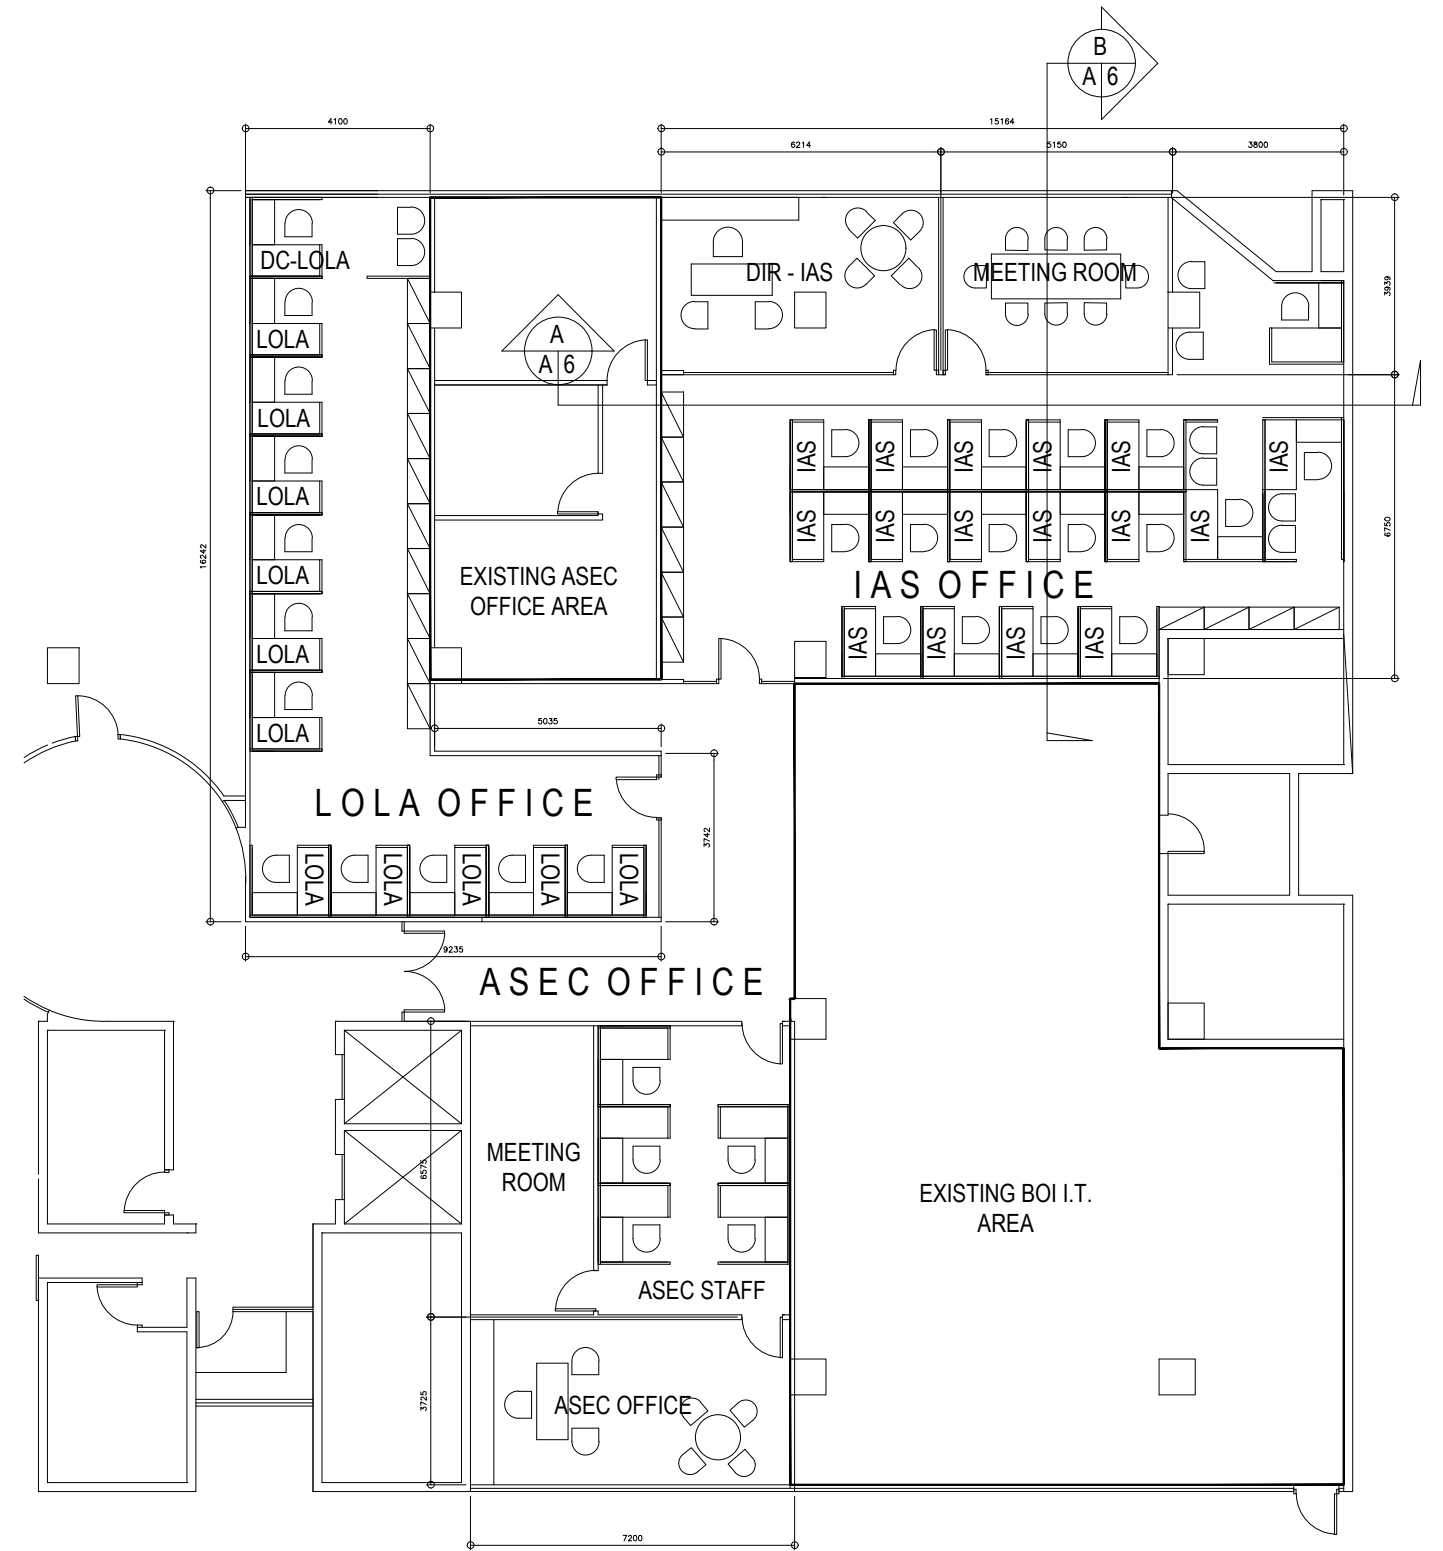 B
A 6
4100
15164
6214
5150
3800
DC-LOLA
DIR - IAS
MEETING ROOM
3939
LOLA
A
A 6
LOLA
IAS
IAS
IAS
IAS
IAS
IAS
LOLA
IAS
IAS
IAS
IAS
IAS
IAS
6750
16242
LOLA
EXISTING ASEC
OFFICE AREA
IAS OFFICE
LOLA
IAS
IAS
IAS
IAS
LOLA
5035
LOLA OFFICE
3742
LOLA
LOLA
LOLA
LOLA
LOLA
9235
ASEC OFFICE
MEETING
ROOM
6575
EXISTING BOI I.T.
AREA
ASEC STAFF
3725
ASEC OFFICE
7200